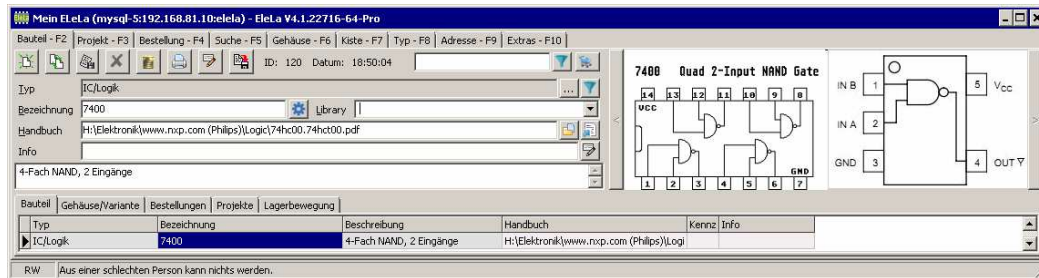 Mein ELeLa (mysql-5:192.168.81.10:elela) - EleLa V4.1.22716-64-Pro
Bauteil - F2 Projekt - F3 Bestellung - F4 Suche - F5 Gehäuse - F6 Kiste - F7 Typ - F8 Adresse - F9 Extras - F10
ID: 120 Datum: 18:50:04
Typ IC/Logik ...
Bezeichnung 7400 Library
Handbuch H:\Elektronik\www.nxp.com (Philips)\Logic\74hc00.74hct00.pdf
Info
4-Fach NAND, 2 Eingänge
7400 Quad 2-Input NAND Gate
14 13 12 11 10 9 8
VCC
GND
1 2 3 4 5 6 7
IN B 1 5 VCC
IN A 2
GND 3 4 OUT Y
Bauteil Gehäuse/Variante Bestellungen Projekte Lagerbewegung
Typ Bezeichnung Beschreibung Handbuch Kennz Info
IC/Logik 7400 4-Fach NAND, 2 Eingänge H:\Elektronik\www.nxp.com (Philips)\Logi
RW Aus einer schlechten Person kann nichts werden.